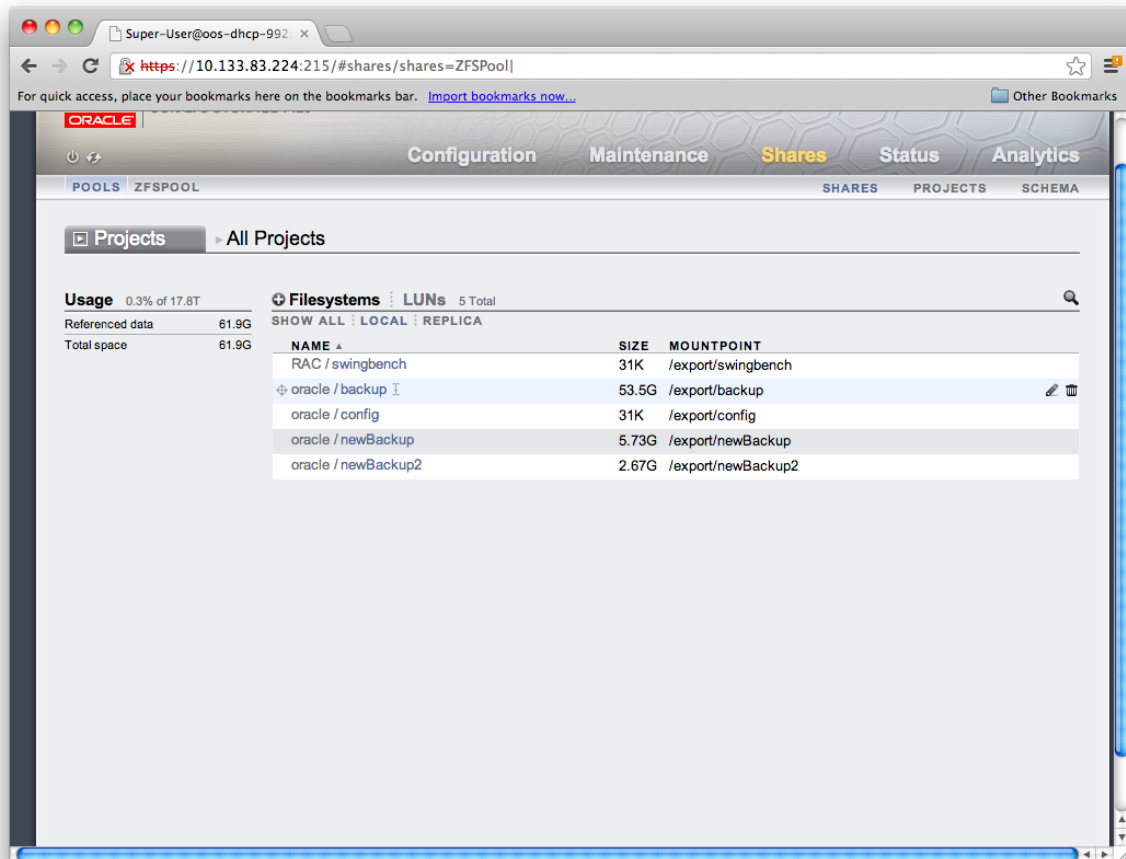 Super-User@oos-dhcp-992
https://10.133.83.224:215/#shares/shares=ZFSPool|
For quick access, place your bookmarks here on the bookmarks bar. Import bookmarks now... Other Bookmarks
ORACLE
Configuration Maintenance Shares Status Analytics
POOLS ZFSPOOL SHARES PROJECTS SCHEMA
Projects All Projects
Usage 0.3% of 17.8T
Referenced data 61.9G
Total space 61.9G
Filesystems LUNs 5 Total
SHOW ALL LOCAL REPLICA
NAME SIZE MOUNTPOINT
RAC / swingbench 31K /export/swingbench
oracle / backup 53.5G /export/backup
oracle / config 31K /export/config
oracle / newBackup 5.73G /export/newBackup
oracle / newBackup2 2.67G /export/newBackup2